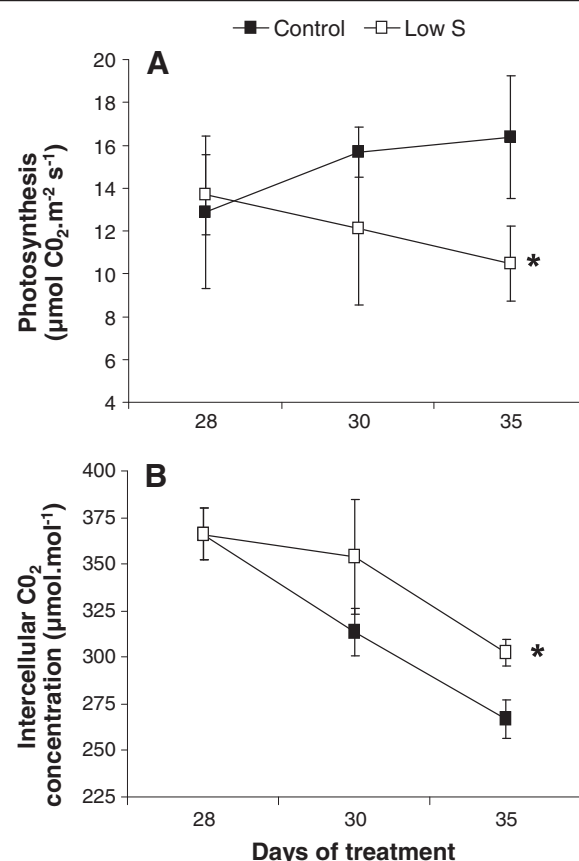 Control Low S
A
Photosynthesis
(µmol C0₂.m⁻² s⁻¹)
20
18
16
14
12
10
8
6
4
*
28 30 35
B
Intercellular C0₂
concentration (µmol.mol⁻¹)
400
375
350
325
300
275
250
225
*
28 30 35
Days of treatment